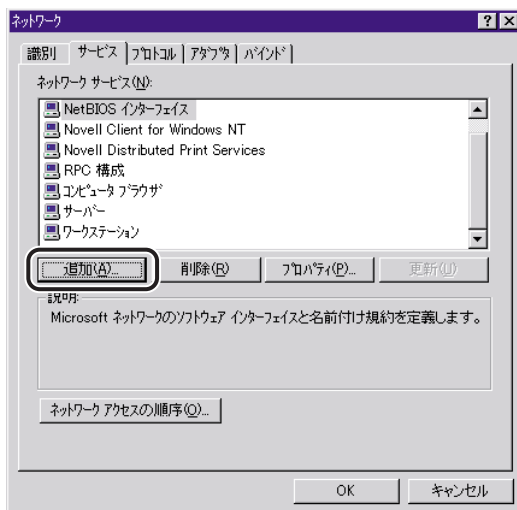 ネットワーク
識別 サービス プロトコル アダプタ バインド
ネットワーク サービス(N):
NetBIOS インターフェイス
Novell Client for Windows NT
Novell Distributed Print Services
RPC 構成
コンピュータ ブラウザ
サーバー
ワークステーション
追加(A)... 削除(R) プロパティ(P)... 更新(U)
説明:
Microsoft ネットワークのソフトウェア インターフェイスと名前付け規約を定義します。
ネットワーク アクセスの順序(O)...
OK キャンセル